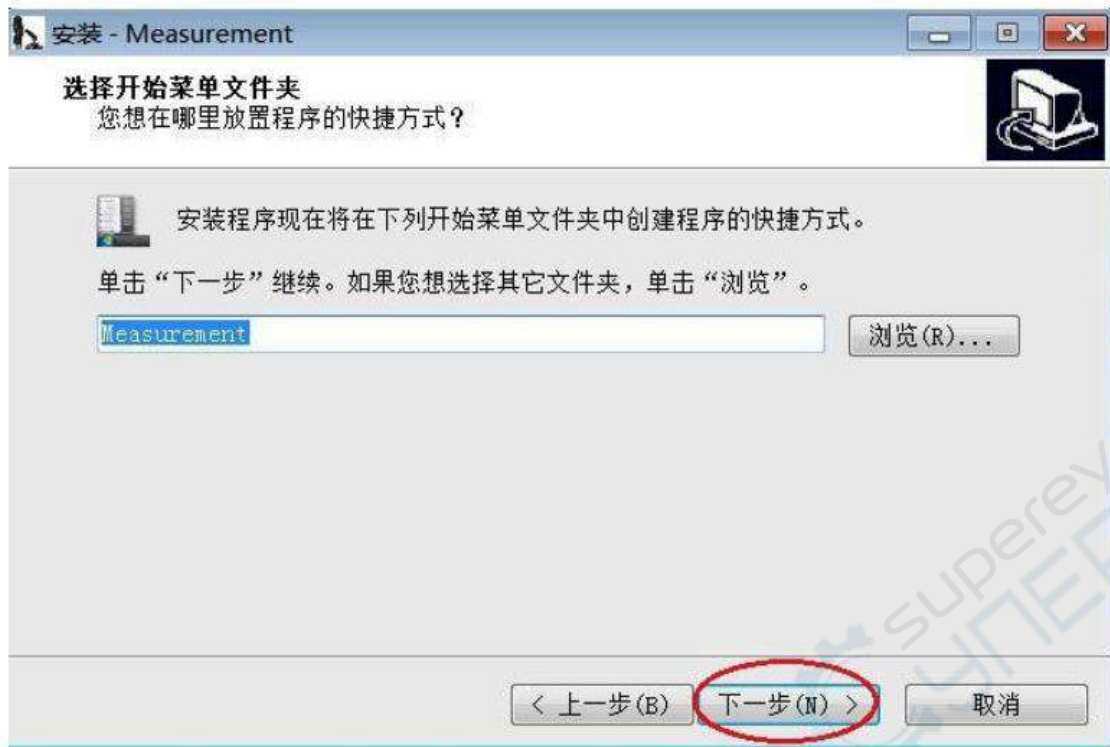 安装 - Measurement
选择开始菜单文件夹
您想在哪里放置程序的快捷方式?
安装程序现在将在下列开始菜单文件夹中创建程序的快捷方式。
单击“下一步”继续。如果您想选择其它文件夹，单击“浏览”。
Measurement
浏览(R)...
< 上一步(B)
下一步(N) >
取消